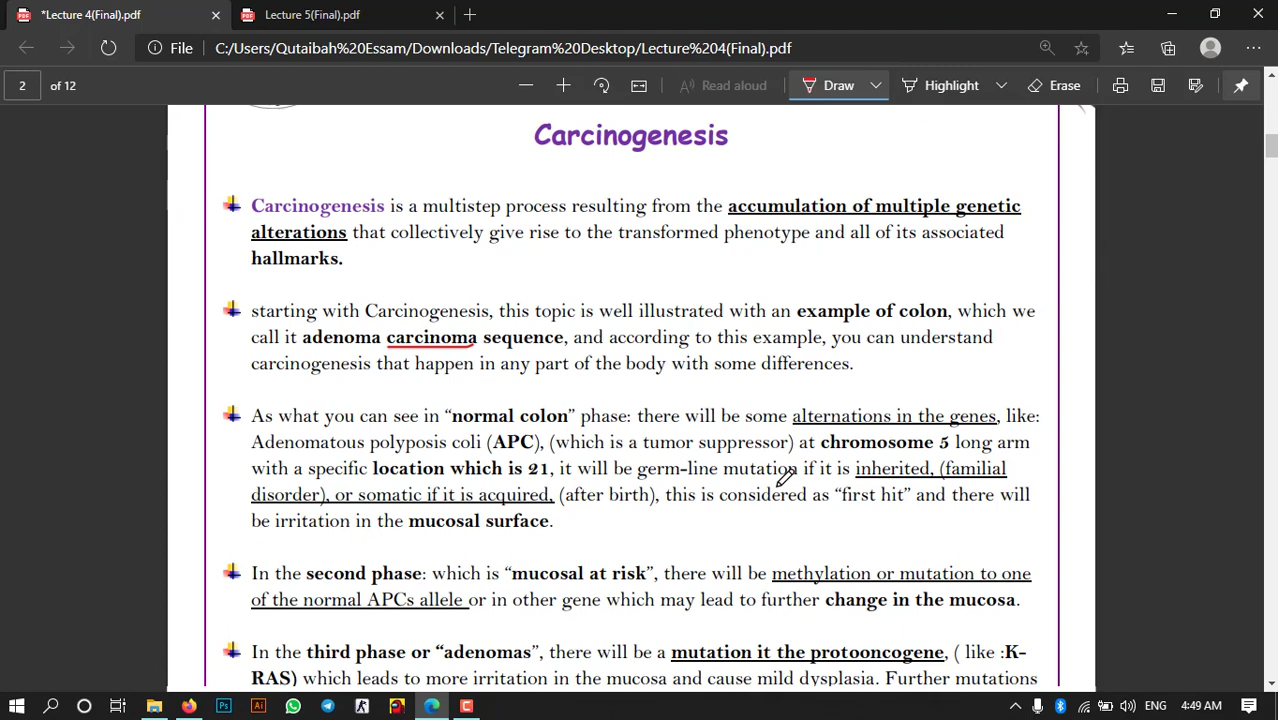 *Lecture 4(Final).pdf
Lecture 5(Final).pdf
File C:/Users/Qutaibah%20Essam/Downloads/Telegram%20Desktop/Lecture%204(Final).pdf
2 of 12
Read aloud
Draw
Highlight
Erase
Carcinogenesis
Carcinogenesis is a multistep process resulting from the accumulation of multiple genetic
alterations that collectively give rise to the transformed phenotype and all of its associated
hallmarks.
starting with Carcinogenesis, this topic is well illustrated with an example of colon, which we
call it adenoma carcinoma sequence, and according to this example, you can understand
carcinogenesis that happen in any part of the body with some differences.
As what you can see in “normal colon” phase: there will be some alternations in the genes, like:
Adenomatous polyposis coli (APC), (which is a tumor suppressor) at chromosome 5 long arm
with a specific location which is 21, it will be germ-line mutation if it is inherited, (familial
disorder), or somatic if it is acquired, (after birth), this is considered as “first hit” and there will
be irritation in the mucosal surface.
In the second phase: which is “mucosal at risk”, there will be methylation or mutation to one
of the normal APCs allele or in other gene which may lead to further change in the mucosa.
In the third phase or “adenomas”, there will be a mutation it the protooncogene, ( like :K-
RAS) which leads to more irritation in the mucosa and cause mild dysplasia. Further mutations
Ps
Ai
ENG
4:49 AM